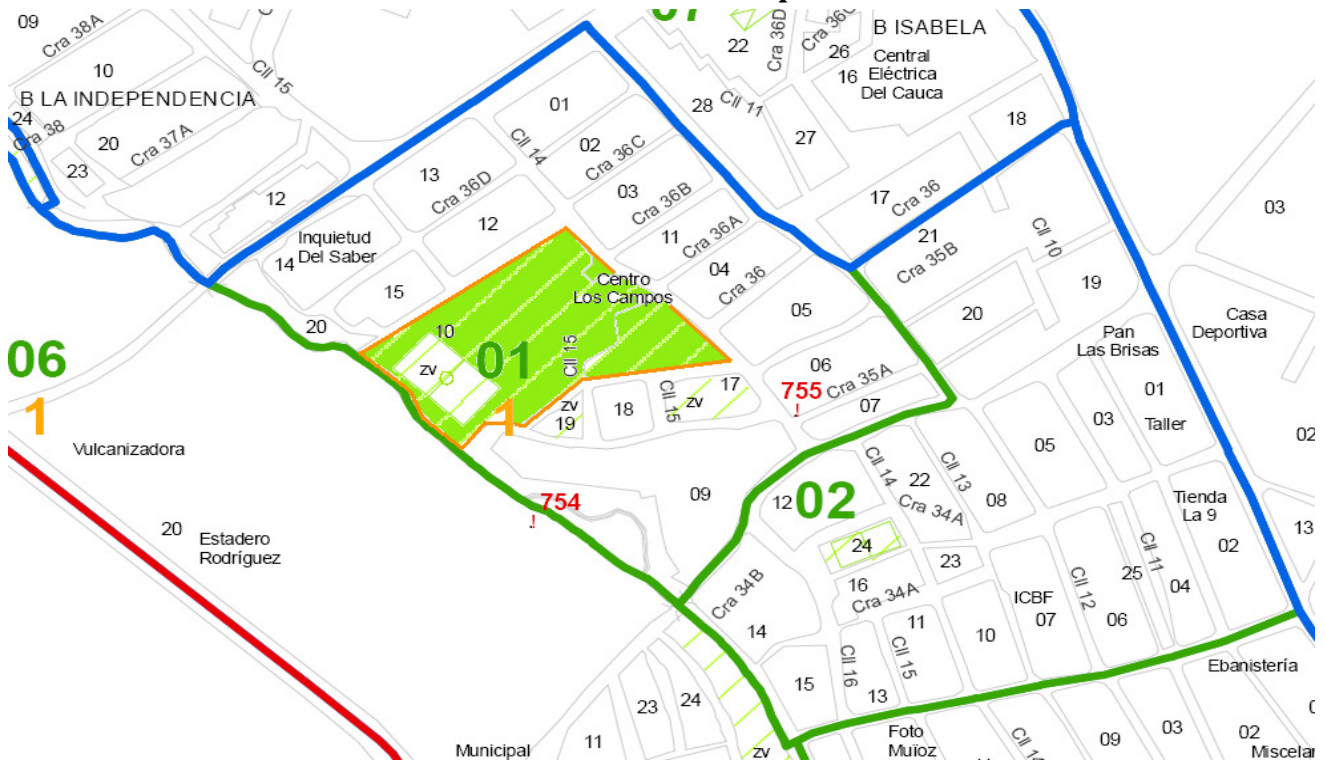 09
Cra 38A
10
Cll 15
B LA INDEPENDENCIA
24
Cra 38
20
Cra 37A
23
12
07
22
Cra 36D
Cra 36C
26
B ISABELA
Central
Eléctrica
Del Cauca
16
28
Cll 11
27
18
01
Cll 14
02
Cra 36C
13
Cra 36D
03
Cra 36B
12
11
Cra 36A
04
Cra 36
17
Cra 36
21
Cra 35B
Cll 10
03
Inquietud
Del Saber
14
15
20
Centro
Los Campos
05
20
19
Casa
Deportiva
Pan
Las Brisas
06
1
10
zv
01
1
Cll 15
zv
19
18
Cll 15
zv
17
06
755
Cra 35A
07
01
03
Taller
02
Vulcanizadora
05
Cll 14
22
Cll 13
08
Cra 34A
09
12
02
754
20
Estadero
Rodríguez
24
23
Tienda
La 9
02
13
Cll 11
25
04
16
Cra 34A
ICBF
07
Cll 12
06
Cra 34B
14
11
10
Cll 15
Cll 16
15
13
Ebanistería
23
24
11
Municipal
zv
Foto
Muïoz
09
03
02
Miscelar